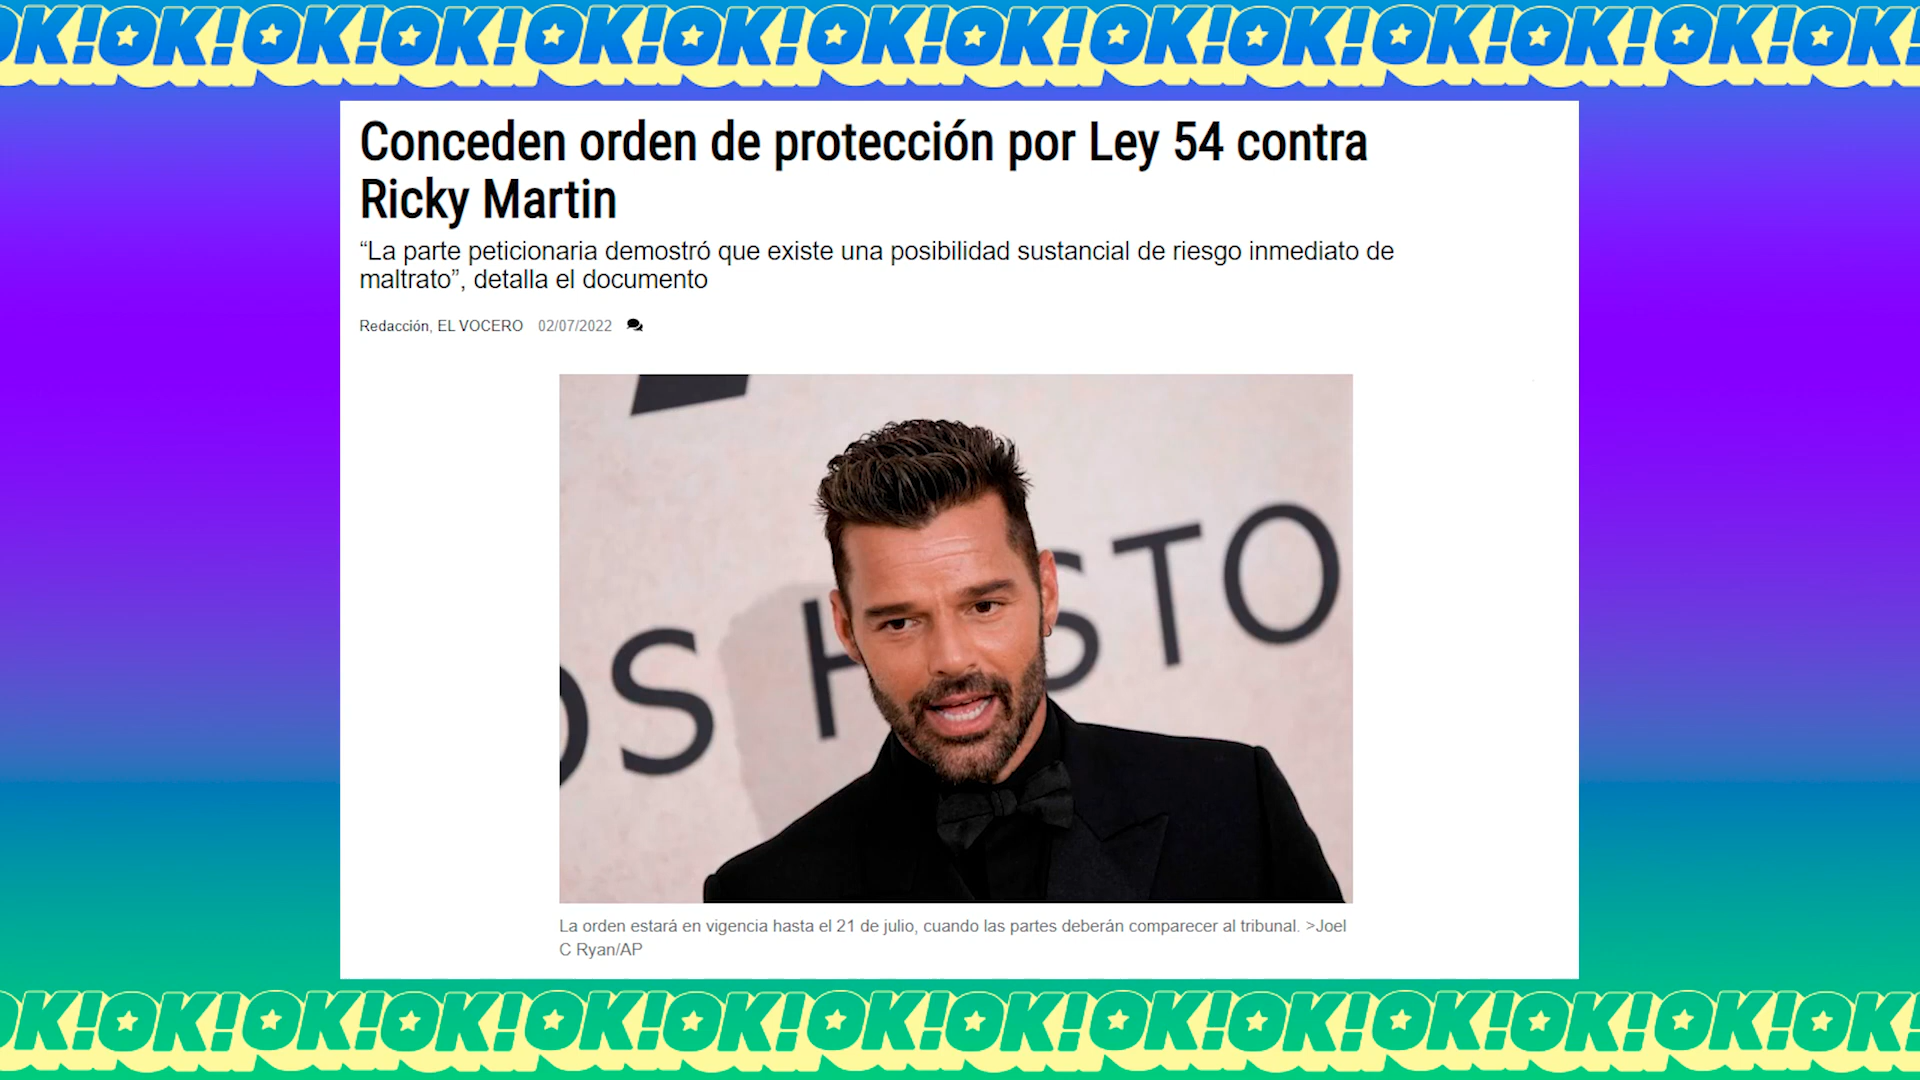 OK!OK!OK!OK!OK!OK!OK!OK!OK!OK!OK!OK!OK!OK!
Conceden orden de protección por Ley 54 contra
Ricky Martin
“La parte peticionaria demostró que existe una posibilidad sustancial de riesgo inmediato de
maltrato”, detalla el documento
Redacción, EL VOCERO 02/07/2022
OS H STO
La orden estará en vigencia hasta el 21 de julio, cuando las partes deberán comparecer al tribunal. >Joel
C Ryan/AP
OK!OK!OK!OK!OK!OK!OK!OK!OK!OK!OK!OK!OK!OK!